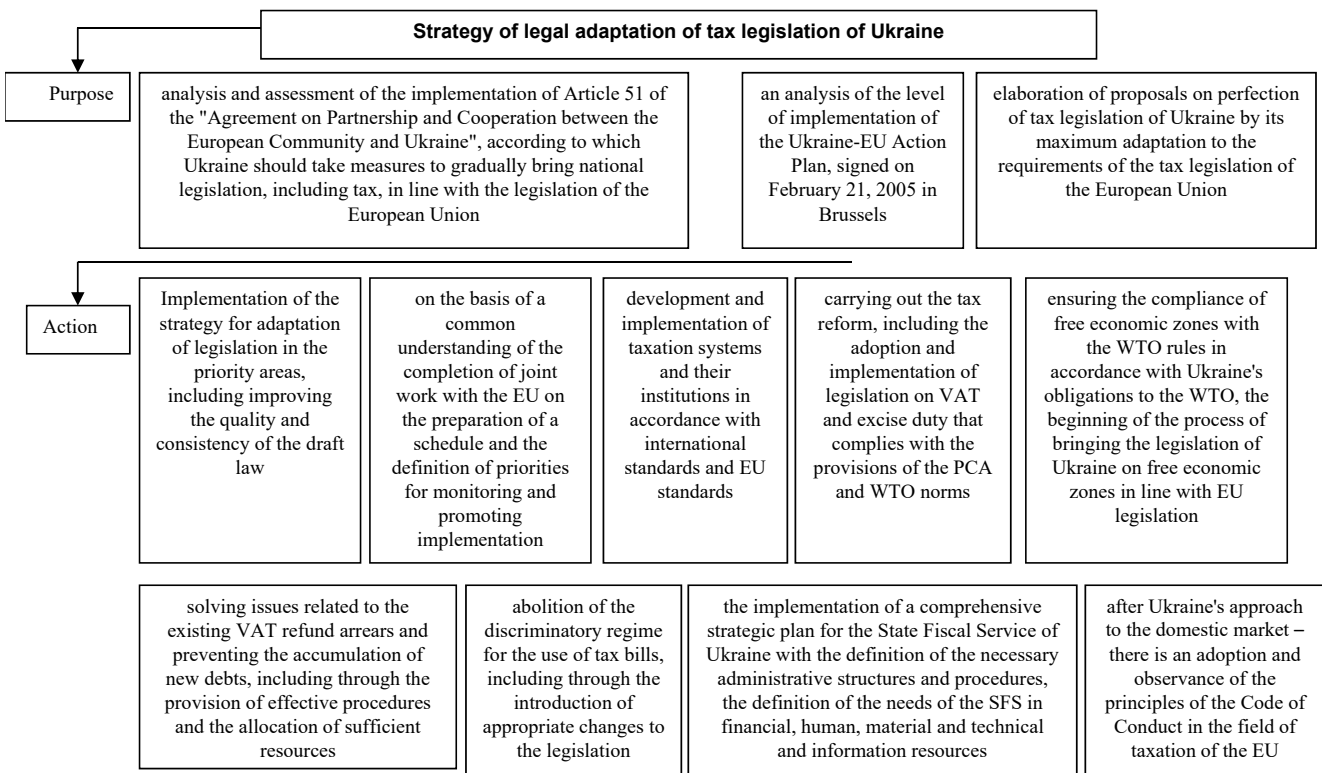 Strategy of legal adaptation of tax legislation of Ukraine
Purpose
analysis and assessment of the implementation of Article 51 of
the "Agreement on Partnership and Cooperation between the
European Community and Ukraine", according to which
Ukraine should take measures to gradually bring national
legislation, including tax, in line with the legislation of the
European Union
an analysis of the level
of implementation of
the Ukraine-EU Action
Plan, signed on
February 21, 2005 in
Brussels
elaboration of proposals on perfection
of tax legislation of Ukraine by its
maximum adaptation to the
requirements of the tax legislation of
the European Union
Action
Implementation of the
strategy for adaptation
of legislation in the
priority areas,
including improving
the quality and
consistency of the draft
law
on the basis of a
common
understanding of the
completion of joint
work with the EU on
the preparation of a
schedule and the
definition of priorities
for monitoring and
promoting
implementation
development and
implementation of
taxation systems
and their
institutions in
accordance with
international
standards and EU
standards
carrying out the tax
reform, including the
adoption and
implementation of
legislation on VAT
and excise duty that
complies with the
provisions of the PCA
and WTO norms
ensuring the compliance of
free economic zones with
the WTO rules in
accordance with Ukraine's
obligations to the WTO, the
beginning of the process of
bringing the legislation of
Ukraine on free economic
zones in line with EU
legislation
solving issues related to the
existing VAT refund arrears and
preventing the accumulation of
new debts, including through the
provision of effective procedures
and the allocation of sufficient
resources
abolition of the
discriminatory regime
for the use of tax bills,
including through the
introduction of
appropriate changes to
the legislation
the implementation of a comprehensive
strategic plan for the State Fiscal Service of
Ukraine with the definition of the necessary
administrative structures and procedures,
the definition of the needs of the SFS in
financial, human, material and technical
and information resources
after Ukraine's approach
to the domestic market –
there is an adoption and
observance of the
principles of the Code of
Conduct in the field of
taxation of the EU